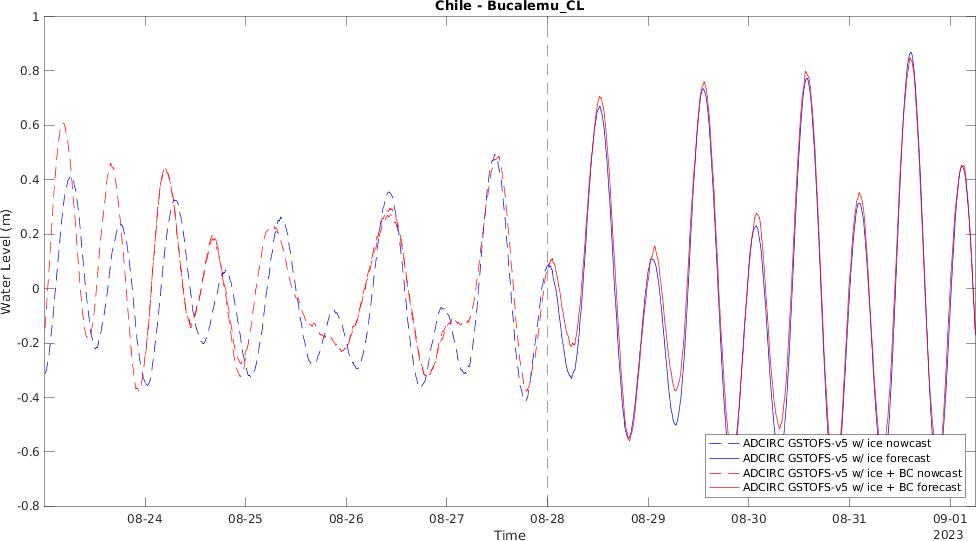 Chile - Bucalemu_CL
1
0.8
0.6
0.4
0.2
0
-0.2
-0.4
-0.6
-0.8
Water Level (m)
ADCIRC GSTOFS-v5 w/ ice nowcast
ADCIRC GSTOFS-v5 w/ ice forecast
ADCIRC GSTOFS-v5 w/ ice + BC nowcast
ADCIRC GSTOFS-v5 w/ ice + BC forecast
08-24 08-25 08-26 08-27 08-28 08-29 08-30 08-31 09-01
Time 2023